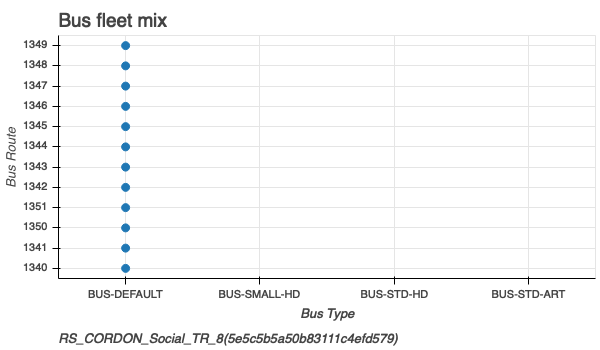 Bus fleet mix
Bus Route
1349
1348
1347
1346
1345
1344
1343
1342
1351
1350
1341
1340
BUS-DEFAULT BUS-SMALL-HD BUS-STD-HD BUS-STD-ART
Bus Type
RS_CORDON_Social_TR_8(5e5c5b5a50b83111c4efd579)